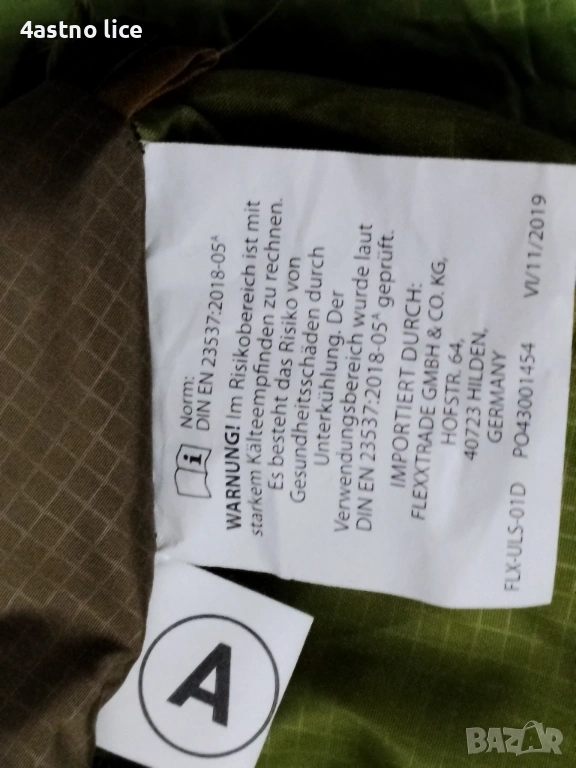 4astno lice
Norm:
DIN EN 23537:2018-05ᴬ
WARNUNG! Im Risikobereich ist mit
starkem Kälteempfinden zu rechnen.
Es besteht das Risiko von
Gesundheitsschäden durch
Unterkühlung. Der
Verwendungsbereich wurde laut
DIN EN 23537:2018-05ᴬ geprüft.
IMPORTIERT DURCH:
FLEXXTRADE GMBH & CO. KG,
HOFSTR. 64,
40723 HILDEN,
GERMANY
FLX-ULS-01D PO43001454 VI/11/2019
A
BAZAR